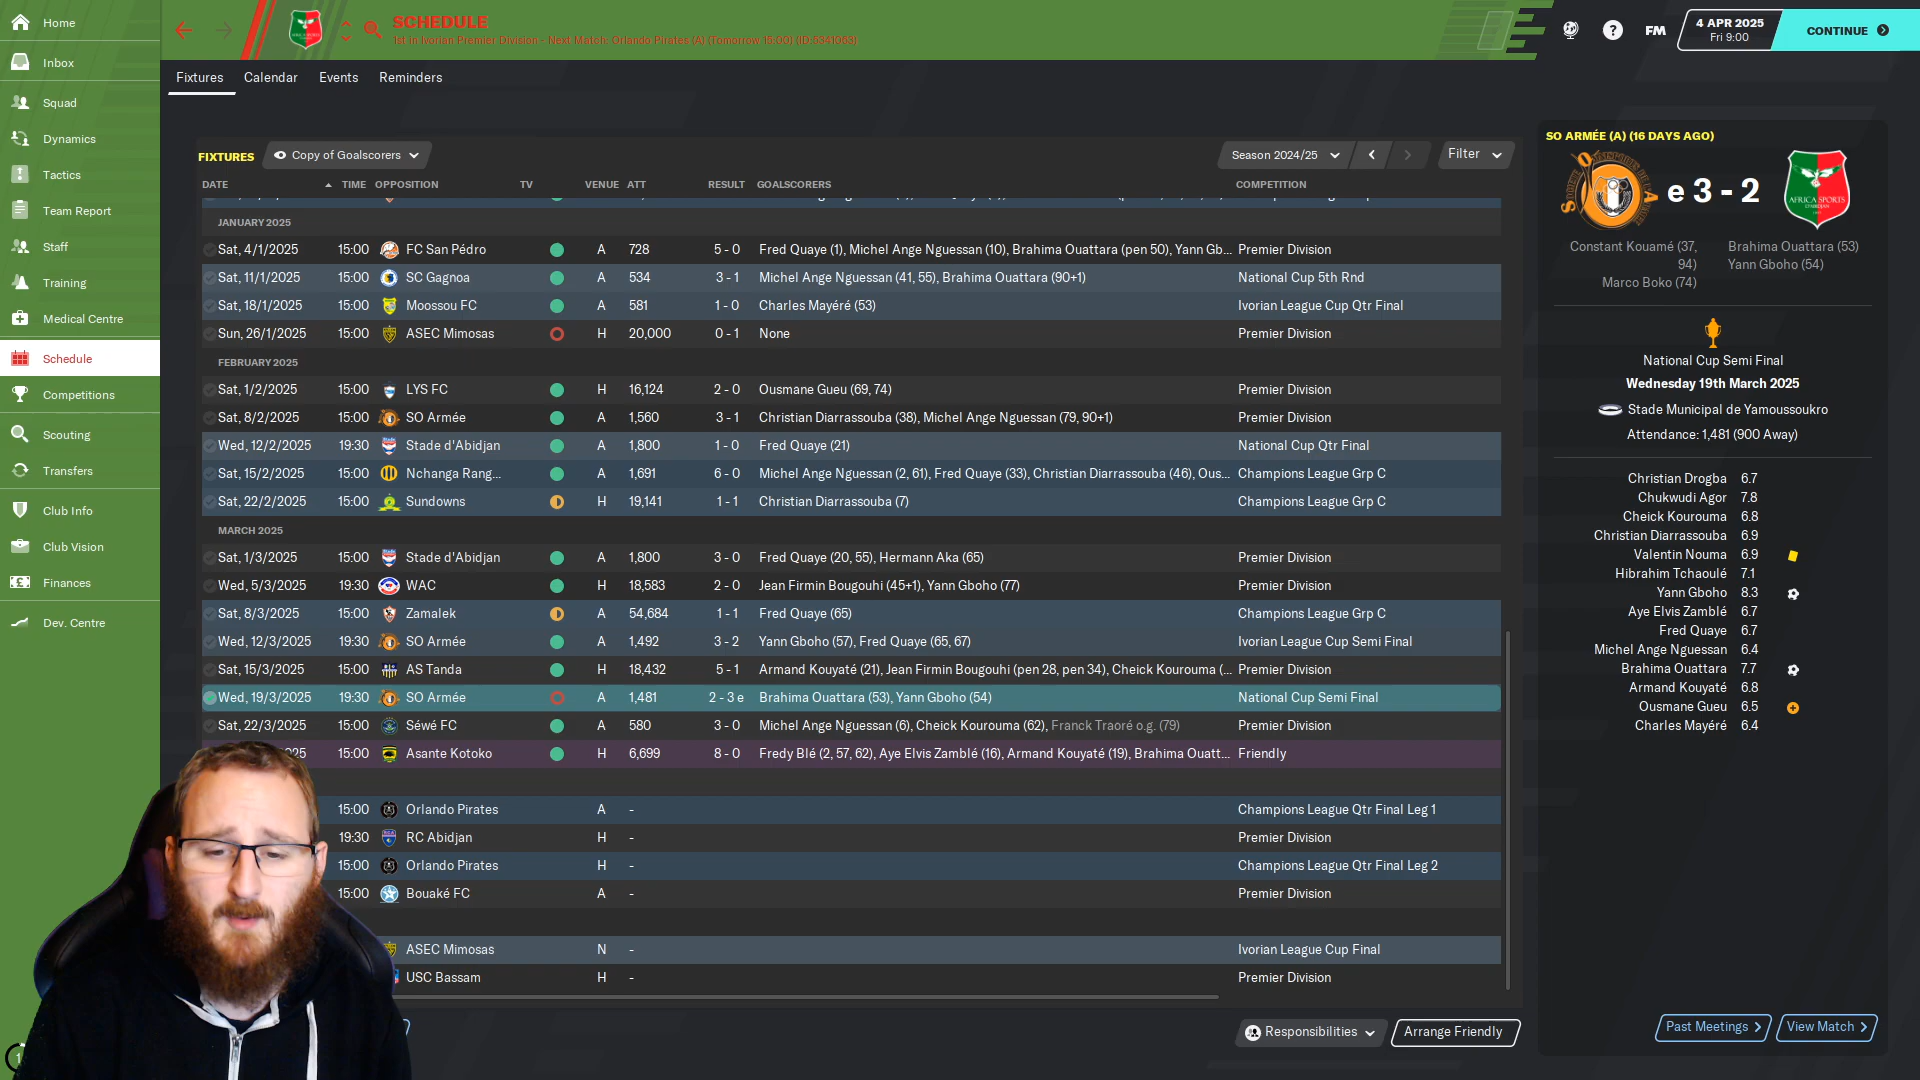 Home
Inbox
Squad
Dynamics
Tactics
Team Report
Staff
Training
Medical Centre
Schedule
Competitions
Scouting
Transfers
Club Info
Club Vision
Finances
Dev. Centre
SCHEDULE
1st in Ivorian Premier Division - Next Match: Orlando Pirates (A) (Tomorrow 15:00) (ID:5341063)
FM
4 APR 2025
Fri 9:00
CONTINUE
Fixtures Calendar Events Reminders
FIXTURES Copy of Goalscorers Season 2024/25 Filter
DATE TIME OPPOSITION TV VENUE ATT RESULT GOALSCORERS COMPETITION
JANUARY 2025
Sat, 4/1/2025 15:00 FC San Pédro A 728 5 - 0 Fred Quaye (1), Michel Ange Nguessan (10), Brahima Ouattara (pen 50), Yann Gb... Premier Division
Sat, 11/1/2025 15:00 SC Gagnoa A 534 3 - 1 Michel Ange Nguessan (41, 55), Brahima Ouattara (90+1) National Cup 5th Rnd
Sat, 18/1/2025 15:00 Moossou FC A 581 1 - 0 Charles Mayéré (53) Ivorian League Cup Qtr Final
Sun, 26/1/2025 15:00 ASEC Mimosas H 20,000 0 - 1 None Premier Division
FEBRUARY 2025
Sat, 1/2/2025 15:00 LYS FC H 16,124 2 - 0 Ousmane Gueu (69, 74) Premier Division
Sat, 8/2/2025 15:00 SO Armée A 1,560 3 - 1 Christian Diarrassouba (38), Michel Ange Nguessan (79, 90+1) Premier Division
Wed, 12/2/2025 19:30 Stade d'Abidjan A 1,800 1 - 0 Fred Quaye (21) National Cup Qtr Final
Sat, 15/2/2025 15:00 Nchanga Rang... A 1,691 6 - 0 Michel Ange Nguessan (2, 61), Fred Quaye (33), Christian Diarrassouba (46), Ous... Champions League Grp C
Sat, 22/2/2025 15:00 Sundowns H 19,141 1 - 1 Christian Diarrassouba (7) Champions League Grp C
MARCH 2025
Sat, 1/3/2025 15:00 Stade d'Abidjan A 1,800 3 - 0 Fred Quaye (20, 55), Hermann Aka (65) Premier Division
Wed, 5/3/2025 19:30 WAC H 18,583 2 - 0 Jean Firmin Bougouhi (45+1), Yann Gboho (77) Premier Division
Sat, 8/3/2025 15:00 Zamalek A 54,684 1 - 1 Fred Quaye (65) Champions League Grp C
Wed, 12/3/2025 19:30 SO Armée A 1,492 3 - 2 Yann Gboho (57), Fred Quaye (65, 67) Ivorian League Cup Semi Final
Sat, 15/3/2025 15:00 AS Tanda H 18,432 5 - 1 Armand Kouyaté (21), Jean Firmin Bougouhi (pen 28, pen 34), Cheick Kourouma (... Premier Division
Wed, 19/3/2025 19:30 SO Armée A 1,481 2 - 3 e Brahima Ouattara (53), Yann Gboho (54) National Cup Semi Final
Sat, 22/3/2025 15:00 Séwé FC A 580 3 - 0 Michel Ange Nguessan (6), Cheick Kourouma (62), Franck Traoré o.g. (79) Premier Division
15:00 Asante Kotoko H 6,699 8 - 0 Fredy Blé (2, 57, 62), Aye Elvis Zamblé (16), Armand Kouyaté (19), Brahima Ouatt... Friendly
15:00 Orlando Pirates A - Champions League Qtr Final Leg 1
19:30 RC Abidjan H - Premier Division
15:00 Orlando Pirates H - Champions League Qtr Final Leg 2
15:00 Bouaké FC A - Premier Division
ASEC Mimosas N - Ivorian League Cup Final
USC Bassam H - Premier Division
Responsibilities Arrange Friendly
SO ARMÉE (A) (16 DAYS AGO)
e 3 - 2
AFRICA SPORTS
Constant Kouamé (37, 94)
Marco Boko (74)
Brahima Ouattara (53)
Yann Gboho (54)
National Cup Semi Final
Wednesday 19th March 2025
Stade Municipal de Yamoussoukro
Attendance: 1,481 (900 Away)
Christian Drogba 6.7
Chukwudi Agor 7.8
Cheick Kourouma 6.8
Christian Diarrassouba 6.9
Valentin Nouma 6.9
Hibrahim Tchaoulé 7.1
Yann Gboho 8.3
Aye Elvis Zamblé 6.7
Fred Quaye 6.7
Michel Ange Nguessan 6.4
Brahima Ouattara 7.7
Armand Kouyaté 6.8
Ousmane Gueu 6.5
Charles Mayéré 6.4
Past Meetings View Match